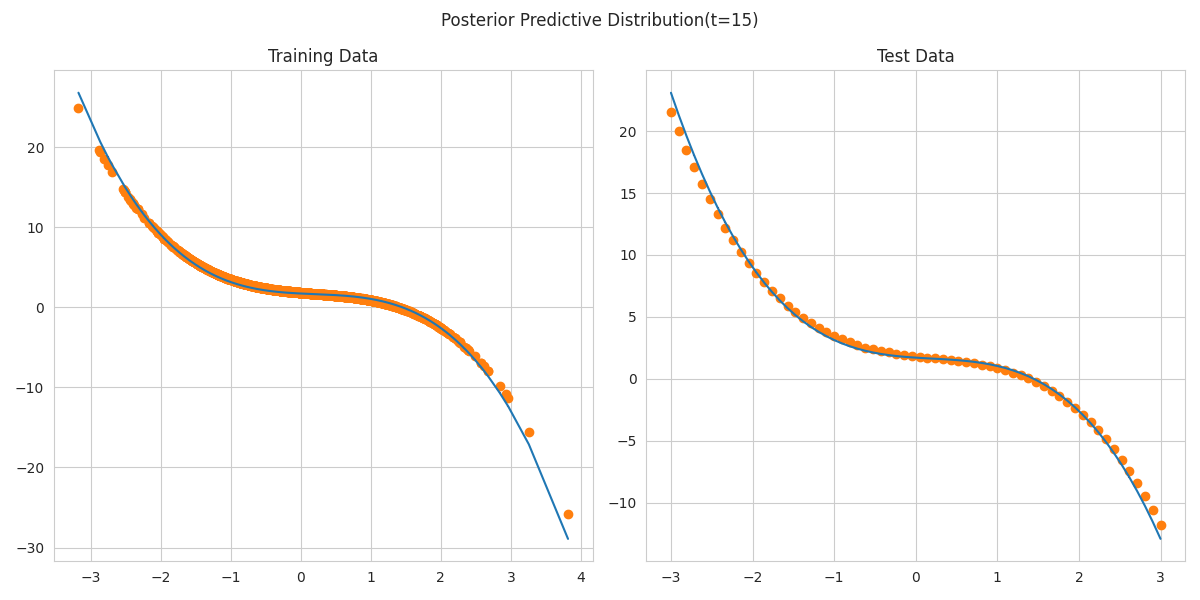 Posterior Predictive Distribution(t=15)
Training Data
20
10
0
−10
−20
−30
−3 −2 −1 0 1 2 3 4
Test Data
20
15
10
5
0
−5
−10
−3 −2 −1 0 1 2 3